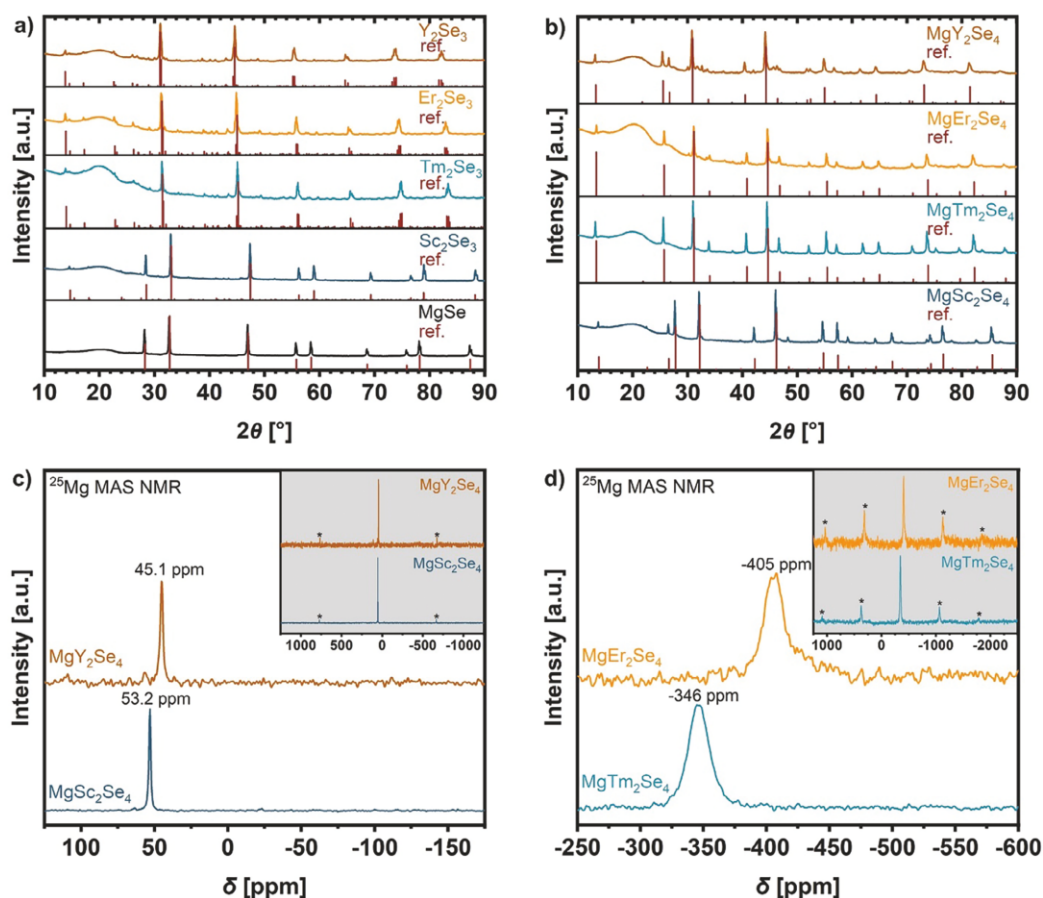 a)
Y₂Se₃
ref.
Er₂Se₃
ref.
Tm₂Se₃
ref.
Sc₂Se₃
ref.
MgSe
ref.
Intensity [a.u.]
10 20 30 40 50 60 70 80 90
2θ [°]
b)
MgY₂Se₄
ref.
MgEr₂Se₄
ref.
MgTm₂Se₄
ref.
MgSc₂Se₄
ref.
Intensity [a.u.]
10 20 30 40 50 60 70 80 90
2θ [°]
c)
²⁵Mg MAS NMR
MgY₂Se₄
* *
MgSc₂Se₄
* *
1000 500 0 -500 -1000
45.1 ppm
MgY₂Se₄
53.2 ppm
MgSc₂Se₄
Intensity [a.u.]
100 50 0 -50 -100 -150
δ [ppm]
d)
²⁵Mg MAS NMR
MgEr₂Se₄
* * * *
MgTm₂Se₄
* * * *
1000 0 -1000 -2000
-405 ppm
MgEr₂Se₄
-346 ppm
MgTm₂Se₄
Intensity [a.u.]
-250 -300 -350 -400 -450 -500 -550 -600
δ [ppm]